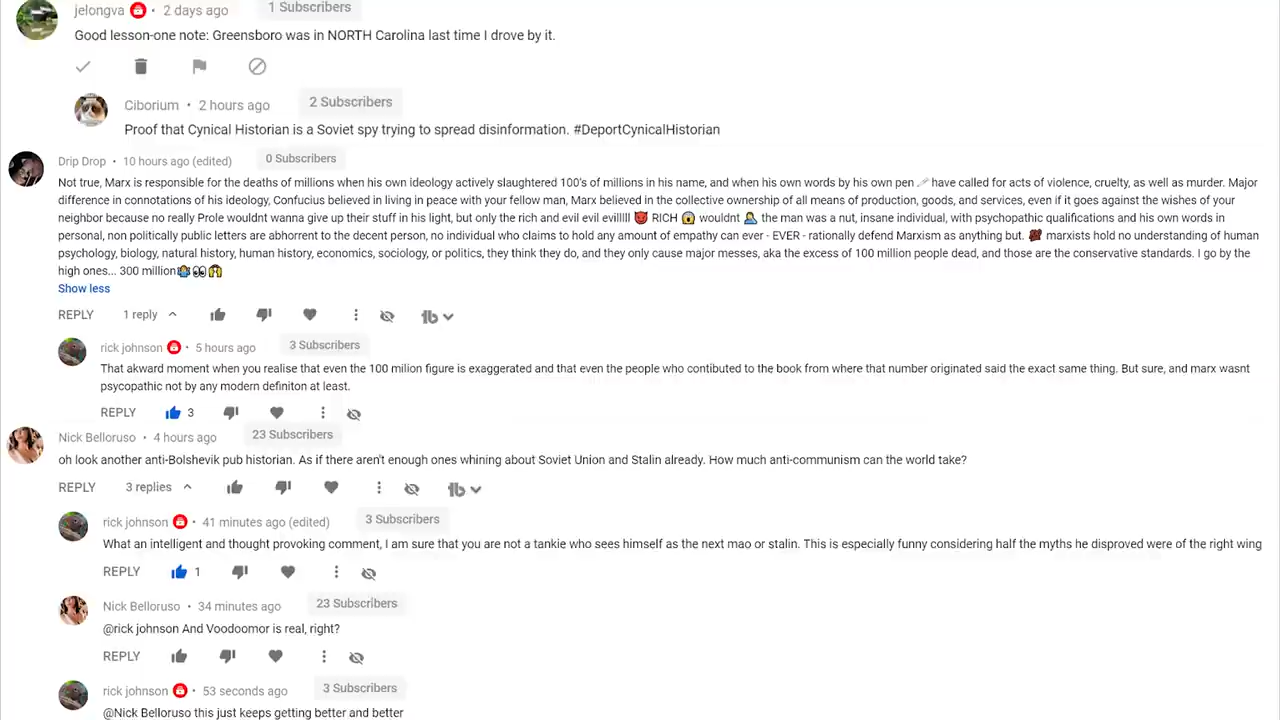 jelongva • 2 days ago 1 Subscribers
Good lesson-one note: Greensboro was in NORTH Carolina last time I drove by it.
Ciborium • 2 hours ago 2 Subscribers
Proof that Cynical Historian is a Soviet spy trying to spread disinformation. #DeportCynicalHistorian
Drip Drop • 10 hours ago (edited) 0 Subscribers
Not true, Marx is responsible for the deaths of millions when his own ideology actively slaughtered 100's of millions in his name, and when his own words by his own pen 🖊 have called for acts of violence, cruelty, as well as murder. Major
difference in connotations of his ideology, Confucius believed in living in peace with your fellow man, Marx believed in the collective ownership of all means of production, goods, and services, even if it goes against the wishes of your
neighbor because no really Prole wouldnt wanna give up their stuff in his light, but only the rich and evil evil evilllll 👹 RICH 😱 wouldnt 🤷 the man was a nut, insane individual, with psychopathic qualifications and his own words in
personal, non politically public letters are abhorrent to the decent person, no individual who claims to hold any amount of empathy can ever - EVER - rationally defend Marxism as anything but. marxists hold no understanding of human
psychology, biology, natural history, human history, economics, sociology, or politics, they think they do, and they only cause major messes, aka the excess of 100 million people dead, and those are the conservative standards. I go by the
high ones... 300 million🤷👀🙌
Show less
REPLY 1 reply
rick johnson • 5 hours ago 3 Subscribers
That akward moment when you realise that even the 100 milion figure is exaggerated and that even the people who contibuted to the book from where that number originated said the exact same thing. But sure, and marx wasnt
psycopathic not by any modern definiton at least.
REPLY 3
Nick Belloruso • 4 hours ago 23 Subscribers
oh look another anti-Bolshevik pub historian. As if there aren't enough ones whining about Soviet Union and Stalin already. How much anti-communism can the world take?
REPLY 3 replies
rick johnson • 41 minutes ago (edited) 3 Subscribers
What an intelligent and thought provoking comment, I am sure that you are not a tankie who sees himself as the next mao or stalin. This is especially funny considering half the myths he disproved were of the right wing
REPLY 1
Nick Belloruso • 34 minutes ago 23 Subscribers
@rick johnson And Voodoomor is real, right?
REPLY
rick johnson • 53 seconds ago 3 Subscribers
@Nick Belloruso this just keeps getting better and better